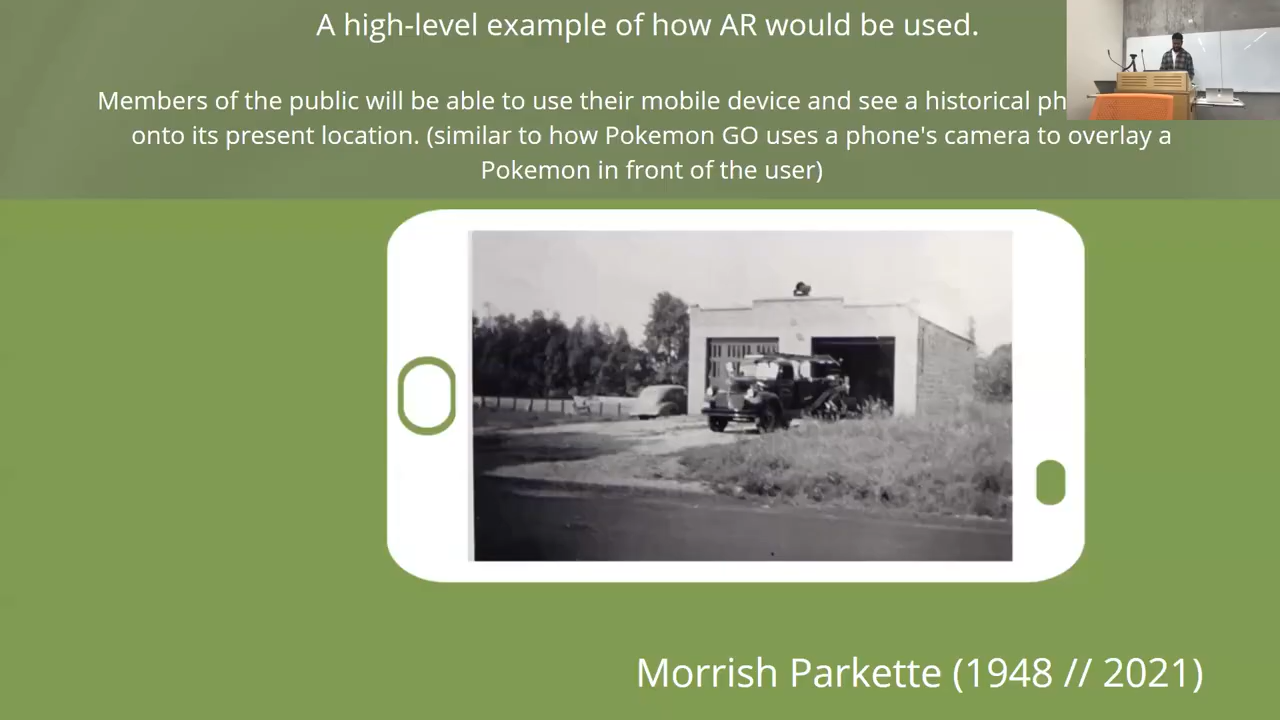 A high-level example of how AR would be used.
Members of the public will be able to use their mobile device and see a historical
onto its present location. (similar to how Pokemon GO uses a phone's camera to overlay a
Pokemon in front of the user)
Morrish Parkette (1948 // 2021)